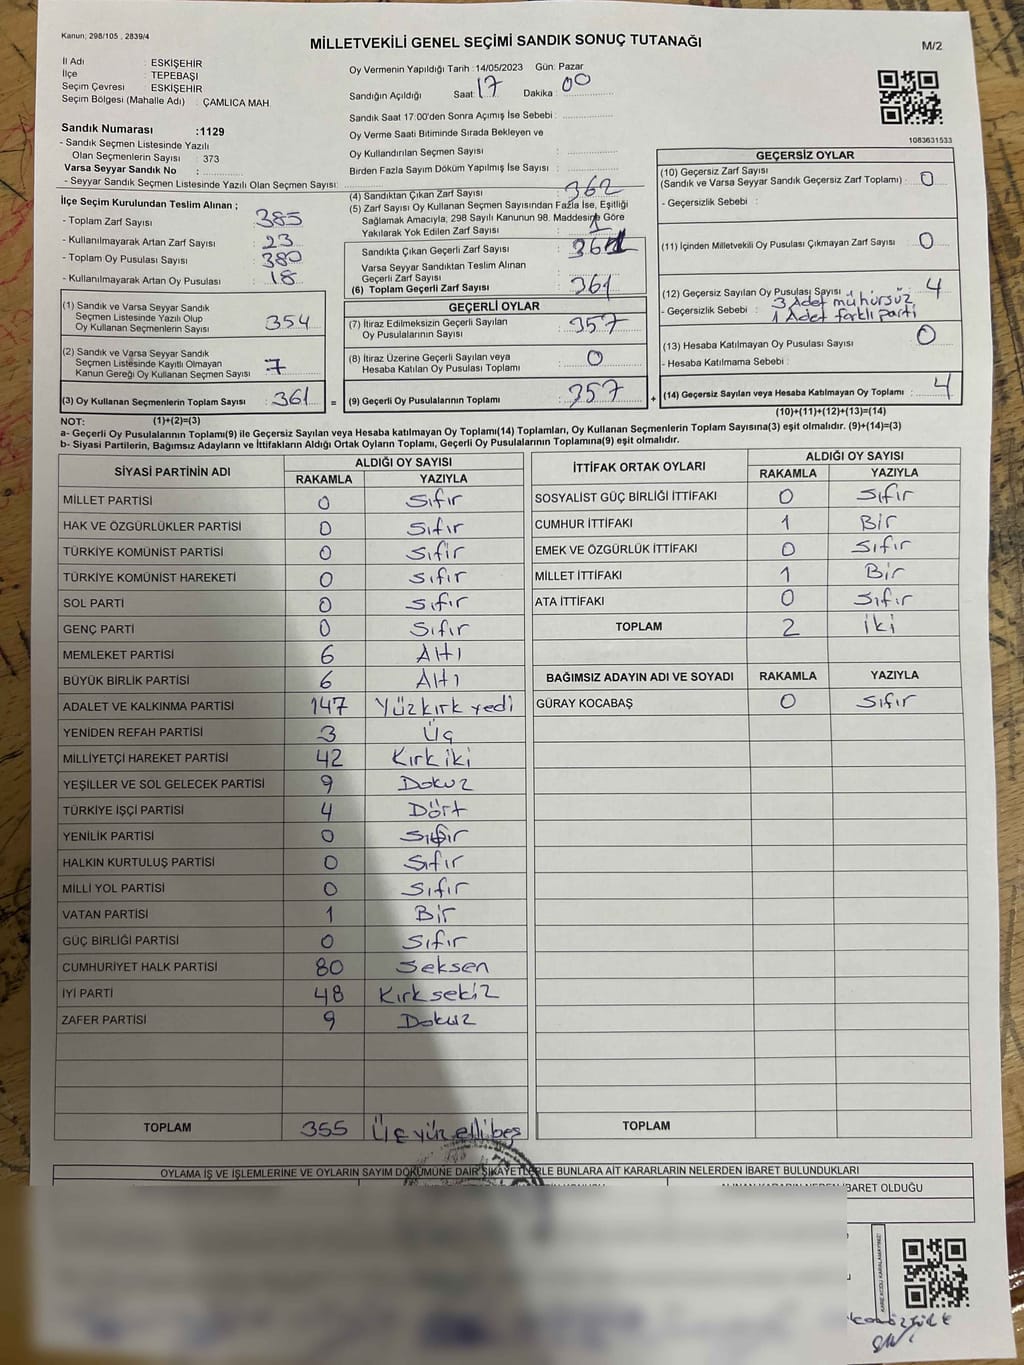 Kanun; 298/105 , 2839/4
MİLLETVEKİLİ GENEL SEÇİMİ SANDIK SONUÇ TUTANAĞI
M/2
İl Adı : ESKİŞEHİR
İlçe : TEPEBAŞI
Seçim Çevresi : ESKİŞEHİR
Seçim Bölgesi (Mahalle Adı) : ÇAMLICA MAH.
Oy Vermenin Yapıldığı Tarih : 14/05/2023 Gün: Pazar
Sandığın Açıldığı Saat: 17 Dakika : 00
Sandık Saat 17.00'den Sonra Açılmış İse Sebebi :
Oy Verme Saati Bitiminde Sırada Bekleyen ve
Oy Kullandırılan Seçmen Sayısı :
Birden Fazla Sayım Döküm Yapılmış İse Sayısı :
1083631533
Sandık Numarası :1129
- Sandık Seçmen Listesinde Yazılı
Olan Seçmenlerin Sayısı : 373
Varsa Seyyar Sandık No :
- Seyyar Sandık Seçmen Listesinde Yazılı Olan Seçmen Sayısı:
İlçe Seçim Kurulundan Teslim Alınan ;
- Toplam Zarf Sayısı : 385
- Kullanılmayarak Artan Zarf Sayısı : 23
- Toplam Oy Pusulası Sayısı : 380
- Kullanılmayarak Artan Oy Pusulası : 18
(1) Sandık ve Varsa Seyyar Sandık
Seçmen Listesinde Yazılı Olup
Oy Kullanan Seçmenlerin Sayısı : 354
(2) Sandık ve Varsa Seyyar Sandık
Seçmen Listesinde Kayıtlı Olmayan
Kanun Gereği Oy Kullanan Seçmen Sayısı : 7
(3) Oy Kullanan Seçmenlerin Toplam Sayısı : 361 =
(4) Sandıktan Çıkan Zarf Sayısı : 362
(5) Zarf Sayısı Oy Kullanan Seçmen Sayısından Fazla İse, Eşitliği
Sağlamak Amacıyla, 298 Sayılı Kanunun 98. Maddesine Göre
Yakılarak Yok Edilen Zarf Sayısı : 1
Sandıkta Çıkan Geçerli Zarf Sayısı : 361
Varsa Seyyar Sandıktan Teslim Alınan
Geçerli Zarf Sayısı :
(6) Toplam Geçerli Zarf Sayısı : 361
GEÇERLİ OYLAR
(7) İtiraz Edilmeksizin Geçerli Sayılan
Oy Pusulalarının Sayısı : 357
(8) İtiraz Üzerine Geçerli Sayılan veya
Hesaba Katılan Oy Pusulası Toplamı : 0
(9) Geçerli Oy Pusulalarının Toplamı : 357 +
GEÇERSİZ OYLAR
(10) Geçersiz Zarf Sayısı
(Sandık ve Varsa Seyyar Sandık Geçersiz Zarf Toplamı) : 0
- Geçersizlik Sebebi :
(11) İçinden Milletvekili Oy Pusulası Çıkmayan Zarf Sayısı : 0
(12) Geçersiz Sayılan Oy Pusulası Sayısı : 4
- Geçersizlik Sebebi : 3 Adet mühürsüz
1 Adet farklı parti
(13) Hesaba Katılmayan Oy Pusulası Sayısı : 0
- Hesaba Katılmama Sebebi :
(14) Geçersiz Sayılan veya Hesaba Katılmayan Oy Toplamı : 4
NOT: (1)+(2)=(3)
(10)+(11)+(12)+(13)=(14)
a- Geçerli Oy Pusulalarının Toplamı(9) ile Geçersiz Sayılan veya Hesaba katılmayan Oy Toplamı(14) Toplamları, Oy Kullanan Seçmenlerin Toplam Sayısına(3) eşit olmalıdır. (9)+(14)=(3)
b- Siyasi Partilerin, Bağımsız Adayların ve İttifakların Aldığı Ortak Oyların Toplamı, Geçerli Oy Pusulalarının Toplamına(9) eşit olmalıdır.
SİYASİ PARTİNİN ADI ALDIĞI OY SAYISI
RAKAMLA YAZIYLA
MİLLET PARTİSİ 0 Sıfır
HAK VE ÖZGÜRLÜKLER PARTİSİ 0 Sıfır
TÜRKİYE KOMÜNİST PARTİSİ 0 Sıfır
TÜRKİYE KOMÜNİST HAREKETİ 0 Sıfır
SOL PARTİ 0 Sıfır
GENÇ PARTİ 0 Sıfır
MEMLEKET PARTİSİ 6 Altı
BÜYÜK BİRLİK PARTİSİ 6 Altı
ADALET VE KALKINMA PARTİSİ 147 Yüzkırk yedi
YENİDEN REFAH PARTİSİ 3 Üç
MİLLİYETÇİ HAREKET PARTİSİ 42 Kırk iki
YEŞİLLER VE SOL GELECEK PARTİSİ 9 Dokuz
TÜRKİYE İŞÇİ PARTİSİ 4 Dört
YENİLİK PARTİSİ 0 Sıfır
HALKIN KURTULUŞ PARTİSİ 0 Sıfır
MİLLİ YOL PARTİSİ 0 Sıfır
VATAN PARTİSİ 1 Bir
GÜÇ BİRLİĞİ PARTİSİ 0 Sıfır
CUMHURİYET HALK PARTİSİ 80 Seksen
İYİ PARTİ 48 Kırk sekiz
ZAFER PARTİSİ 9 Dokuz
TOPLAM 355 Üçyüz ellibeş
İTTİFAK ORTAK OYLARI ALDIĞI OY SAYISI
RAKAMLA YAZIYLA
SOSYALİST GÜÇ BİRLİĞİ İTTİFAKI 0 Sıfır
CUMHUR İTTİFAKI 1 Bir
EMEK VE ÖZGÜRLÜK İTTİFAKI 0 Sıfır
MİLLET İTTİFAKI 1 Bir
ATA İTTİFAKI 0 Sıfır
TOPLAM 2 iki
BAĞIMSIZ ADAYIN ADI VE SOYADI RAKAMLA YAZIYLA
GÜRAY KOCABAŞ 0 Sıfır
TOPLAM
OYLAMA İŞ VE İŞLEMLERİNE VE OYLARIN SAYIM DÖKÜMÜNE DAİR ŞİKAYETLERLE BUNLARA AİT KARARLARIN NELERDEN İBARET BULUNDUKLARI
İBARET OLDUĞU
KAREKODU KARALAMAYINIZ!